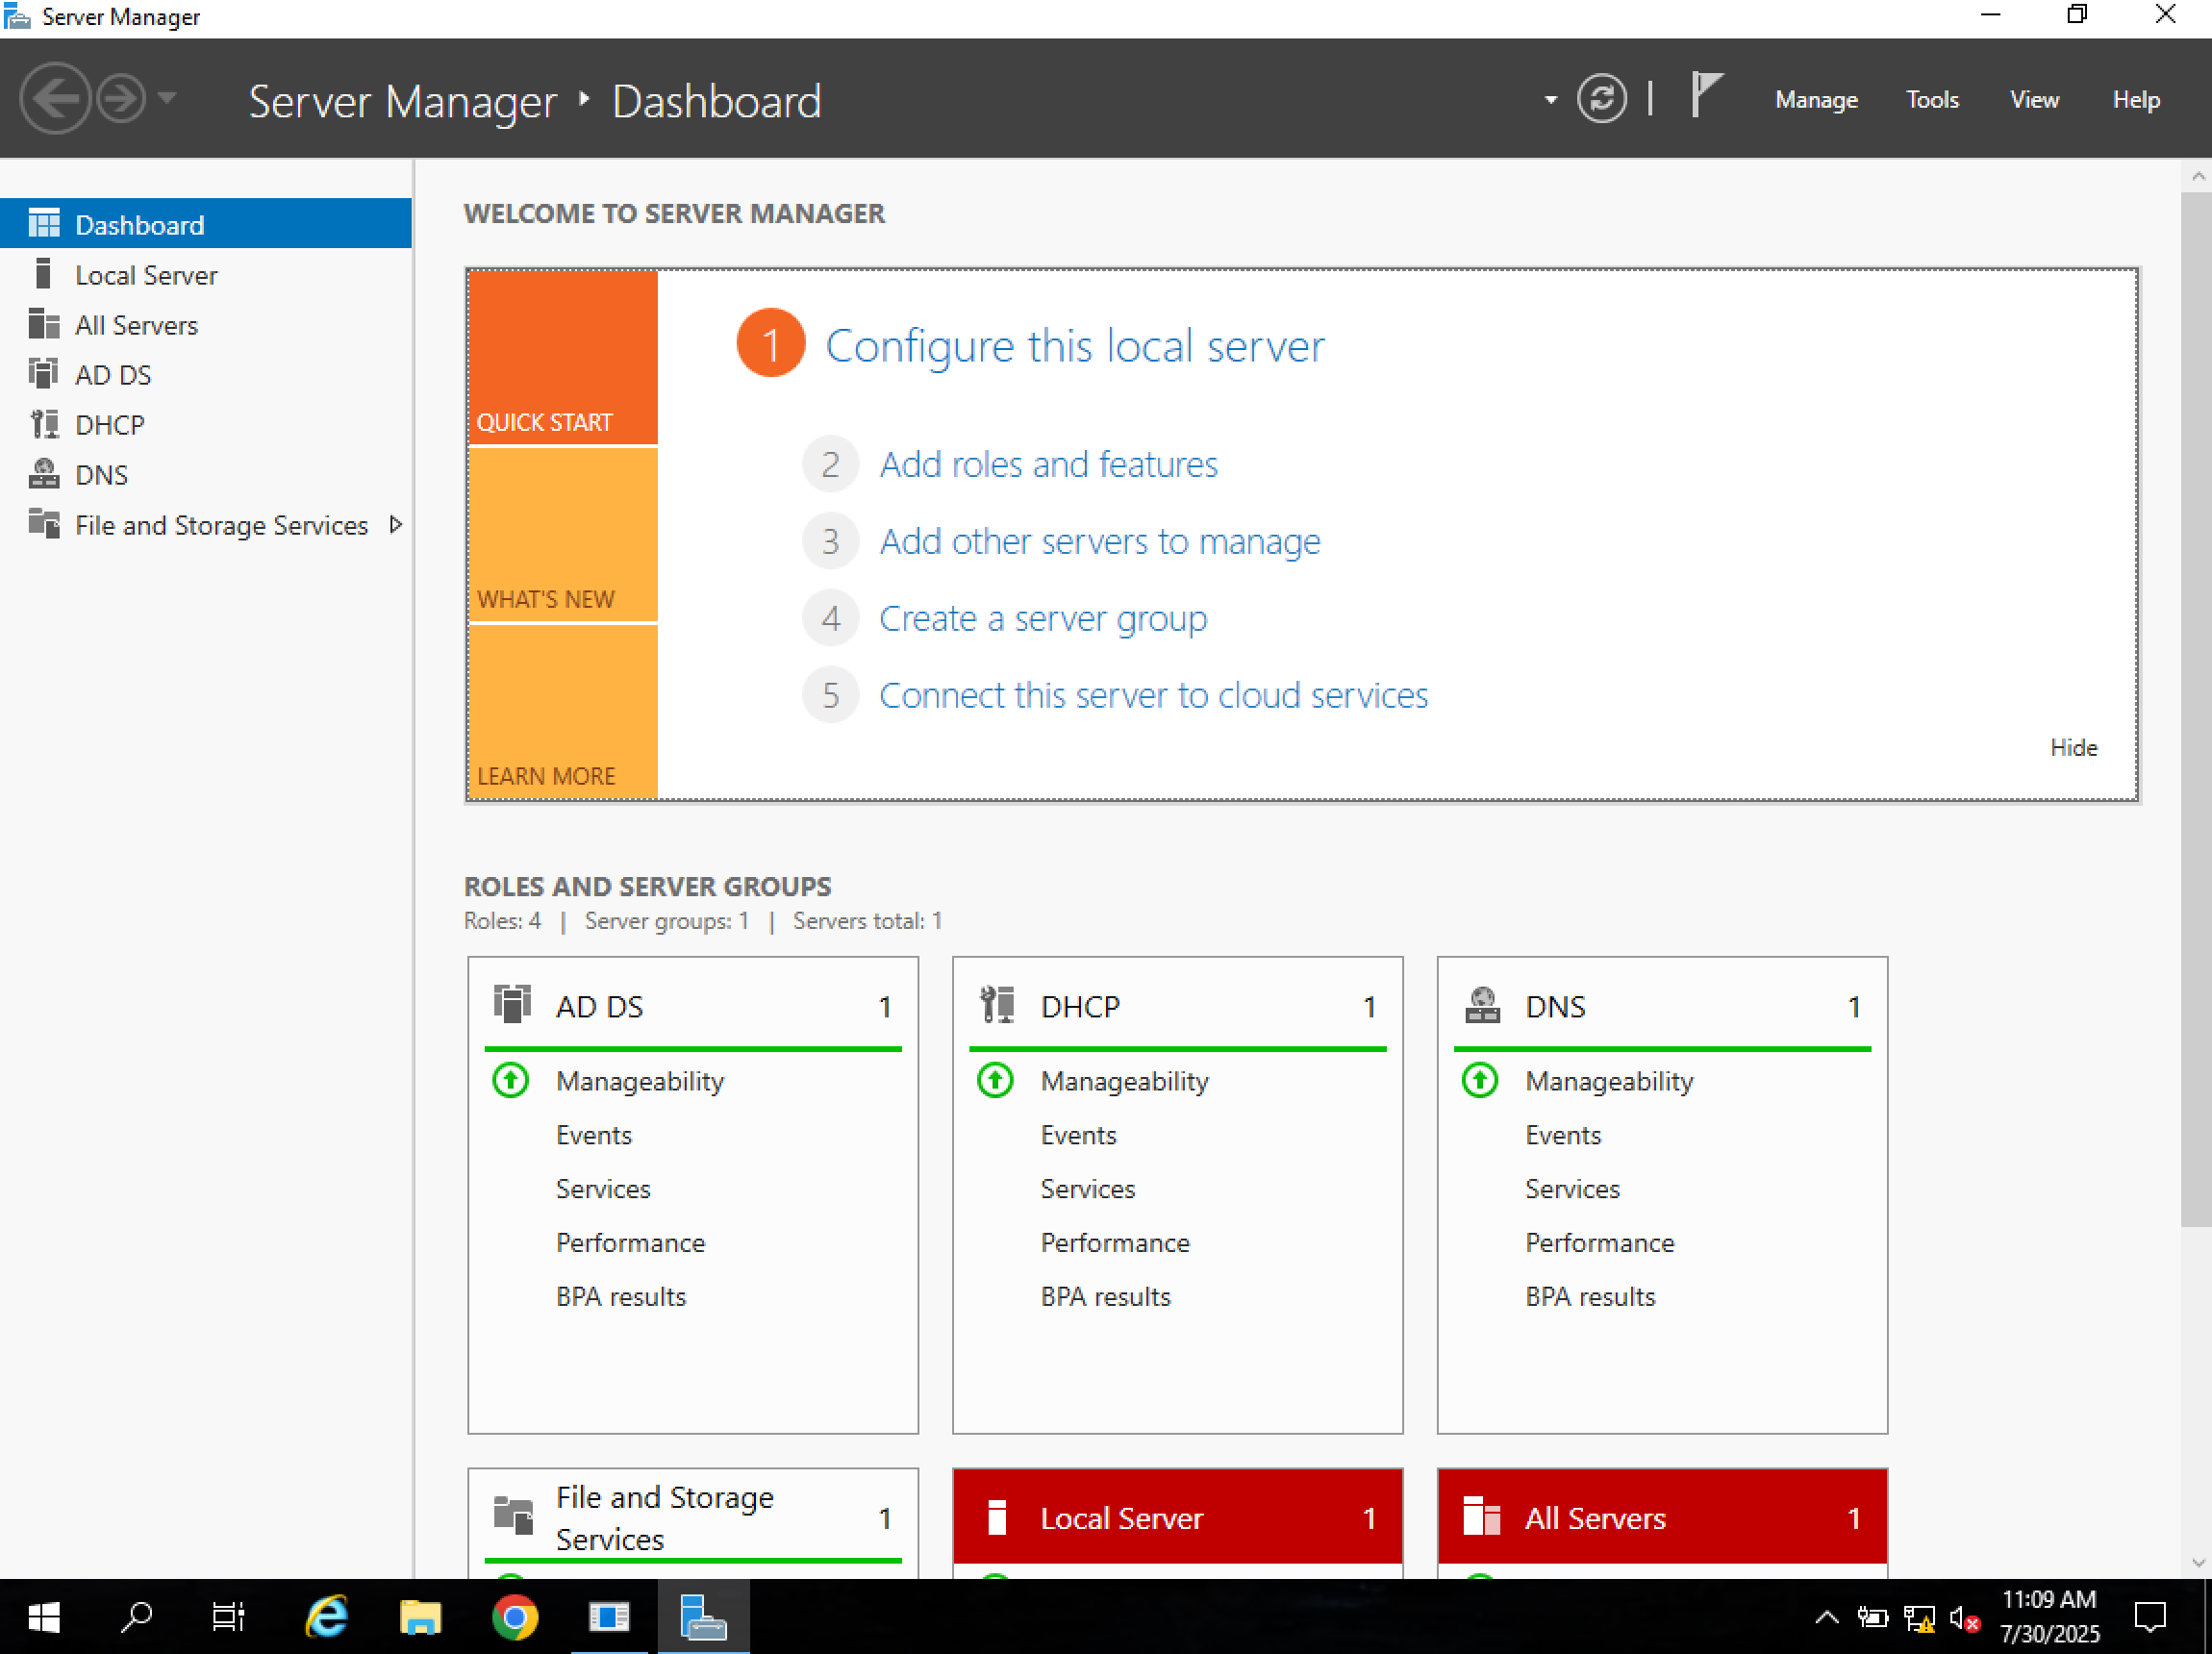 Server Manager
Server Manager Dashboard
Manage Tools View Help
Dashboard
Local Server
All Servers
AD DS
DHCP
DNS
File and Storage Services
WELCOME TO SERVER MANAGER
QUICK START
WHAT'S NEW
LEARN MORE
1 Configure this local server
2 Add roles and features
3 Add other servers to manage
4 Create a server group
5 Connect this server to cloud services
Hide
ROLES AND SERVER GROUPS
Roles: 4 | Server groups: 1 | Servers total: 1
AD DS 1
Manageability
Events
Services
Performance
BPA results
DHCP 1
Manageability
Events
Services
Performance
BPA results
DNS 1
Manageability
Events
Services
Performance
BPA results
File and Storage
Services 1
Local Server 1
All Servers 1
11:09 AM
7/30/2025